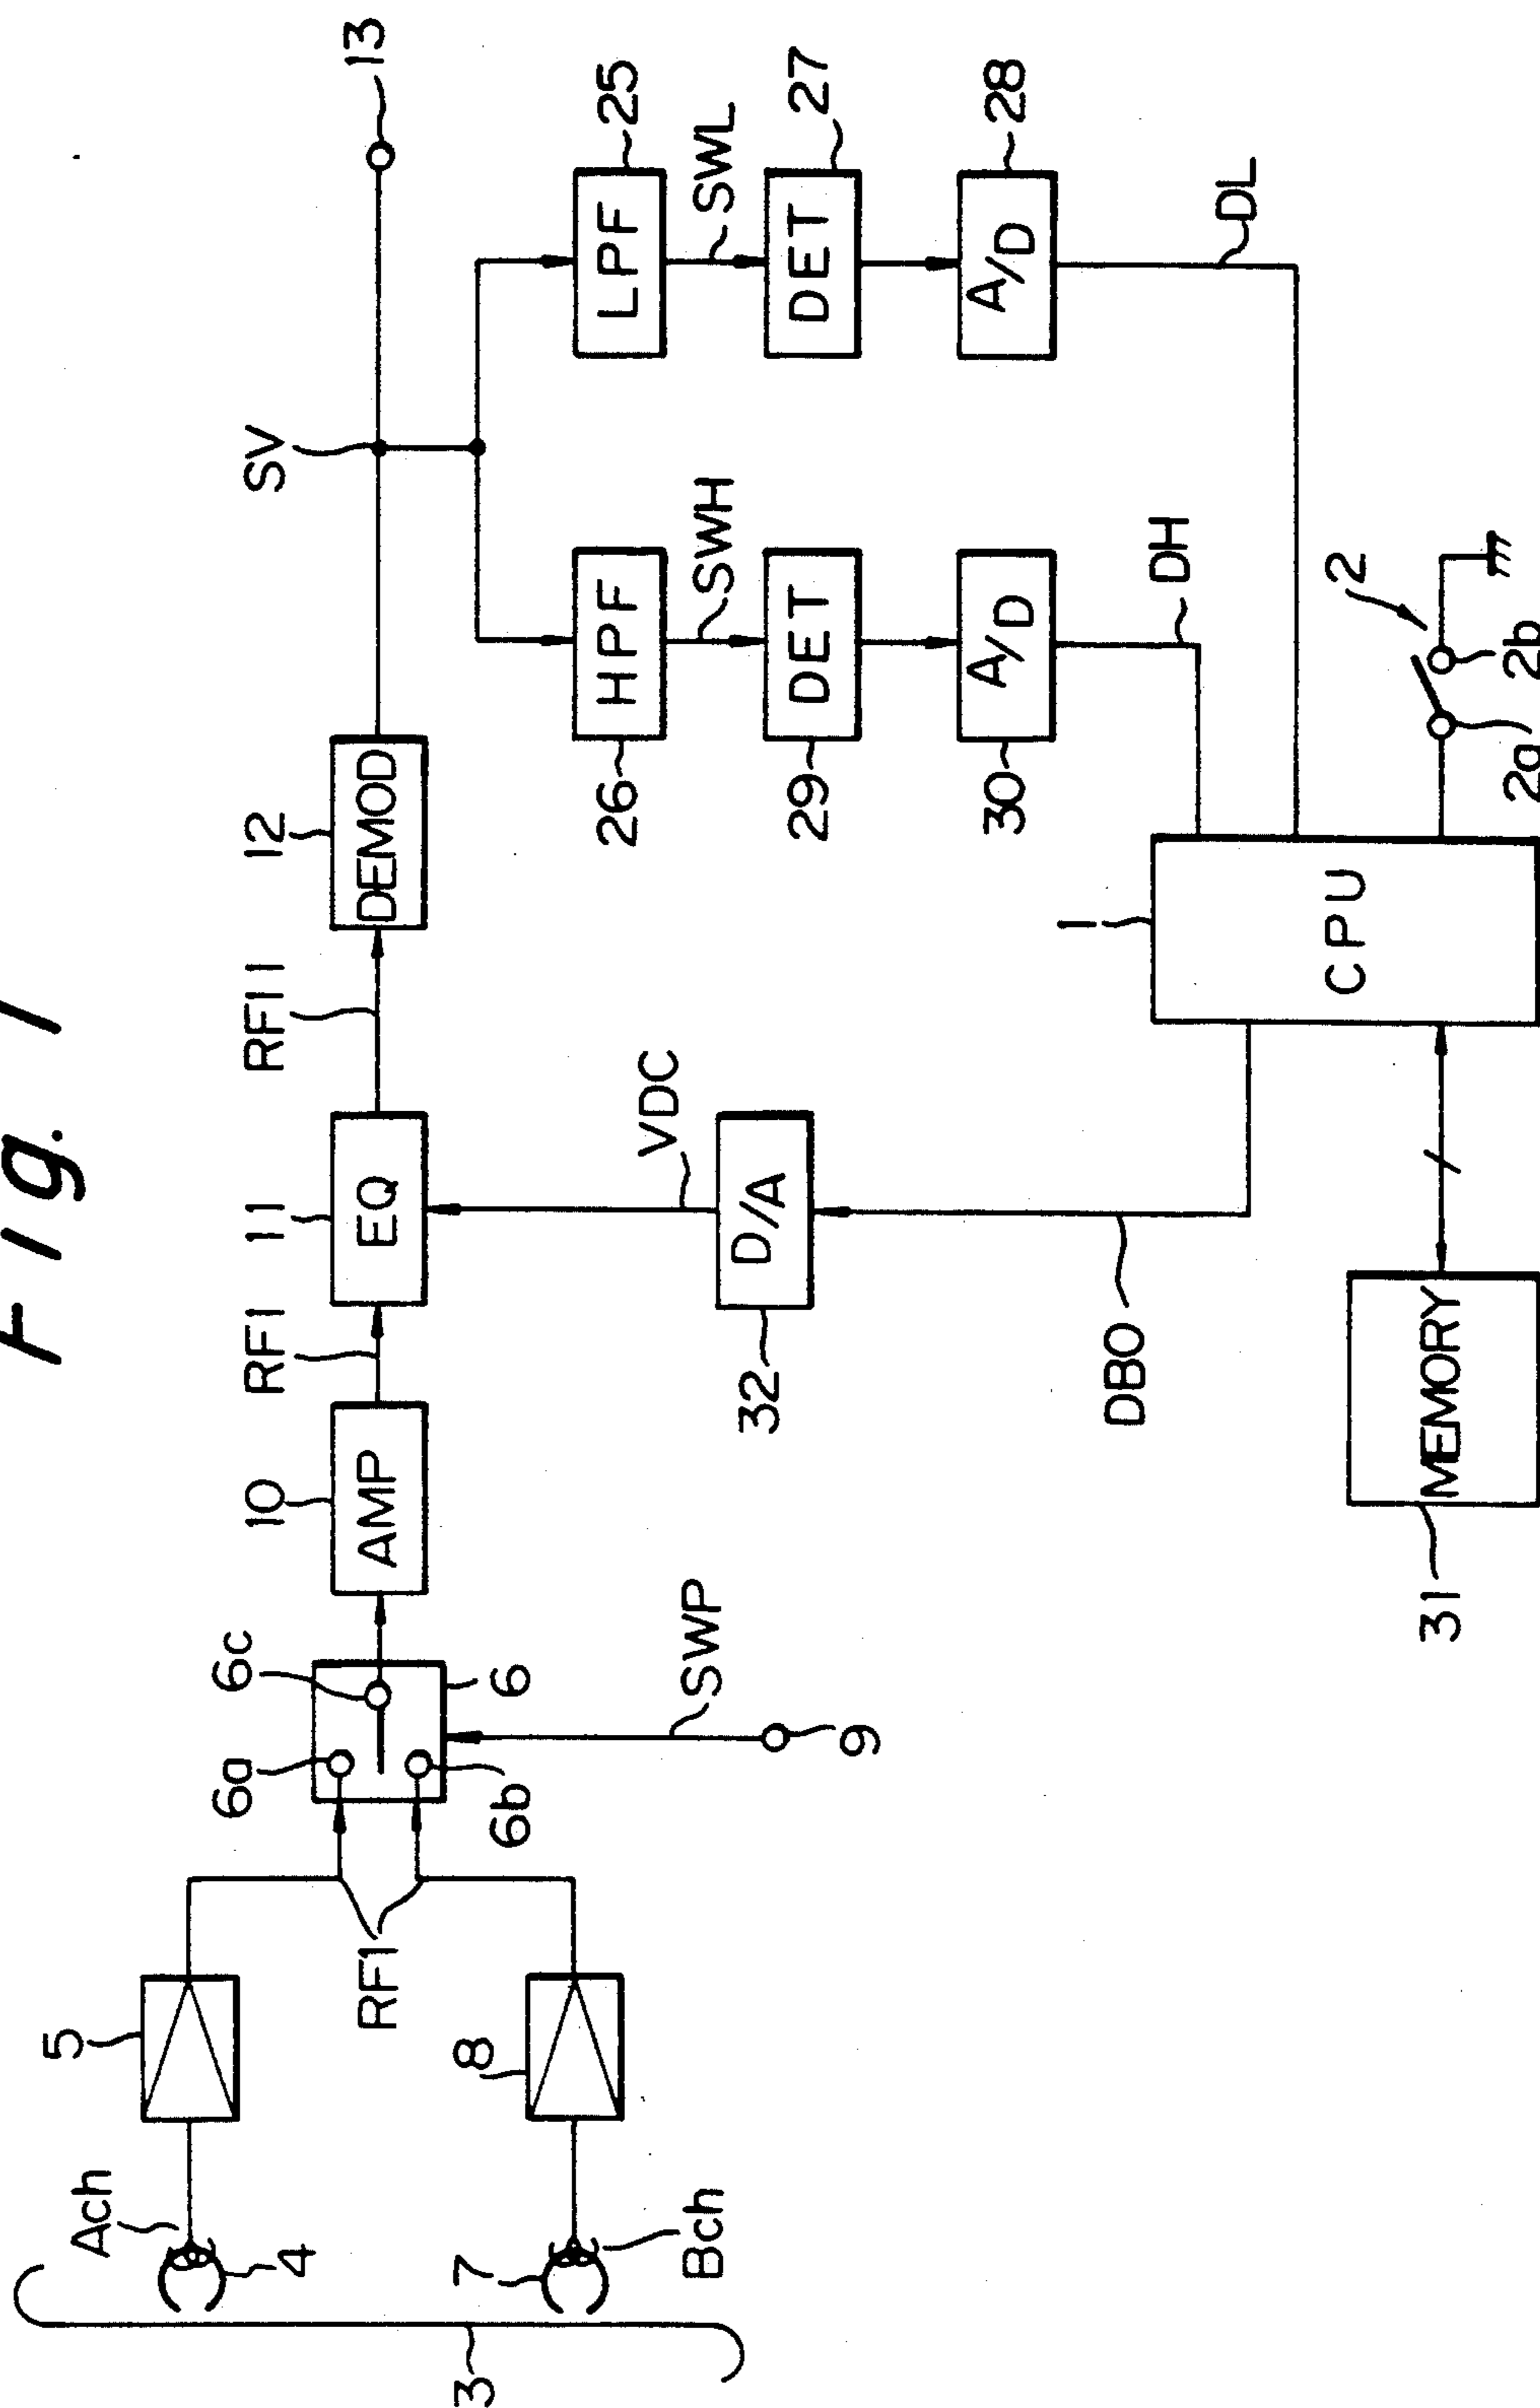 Fig. 1
5
Ach
4
3
7
Bch
8
RF1
6a
6c
6b
6
SWP
9
10
AMP
RF1
11
EQ
RF11
12
DEMOD
SV
13
VDC
D/A
32
DBO
HPF
26
SWH
DET
29
A/D
30
DH
LPF
25
SWL
DET
27
A/D
28
DL
1
CPU
2
2a
2b
MEMORY
31